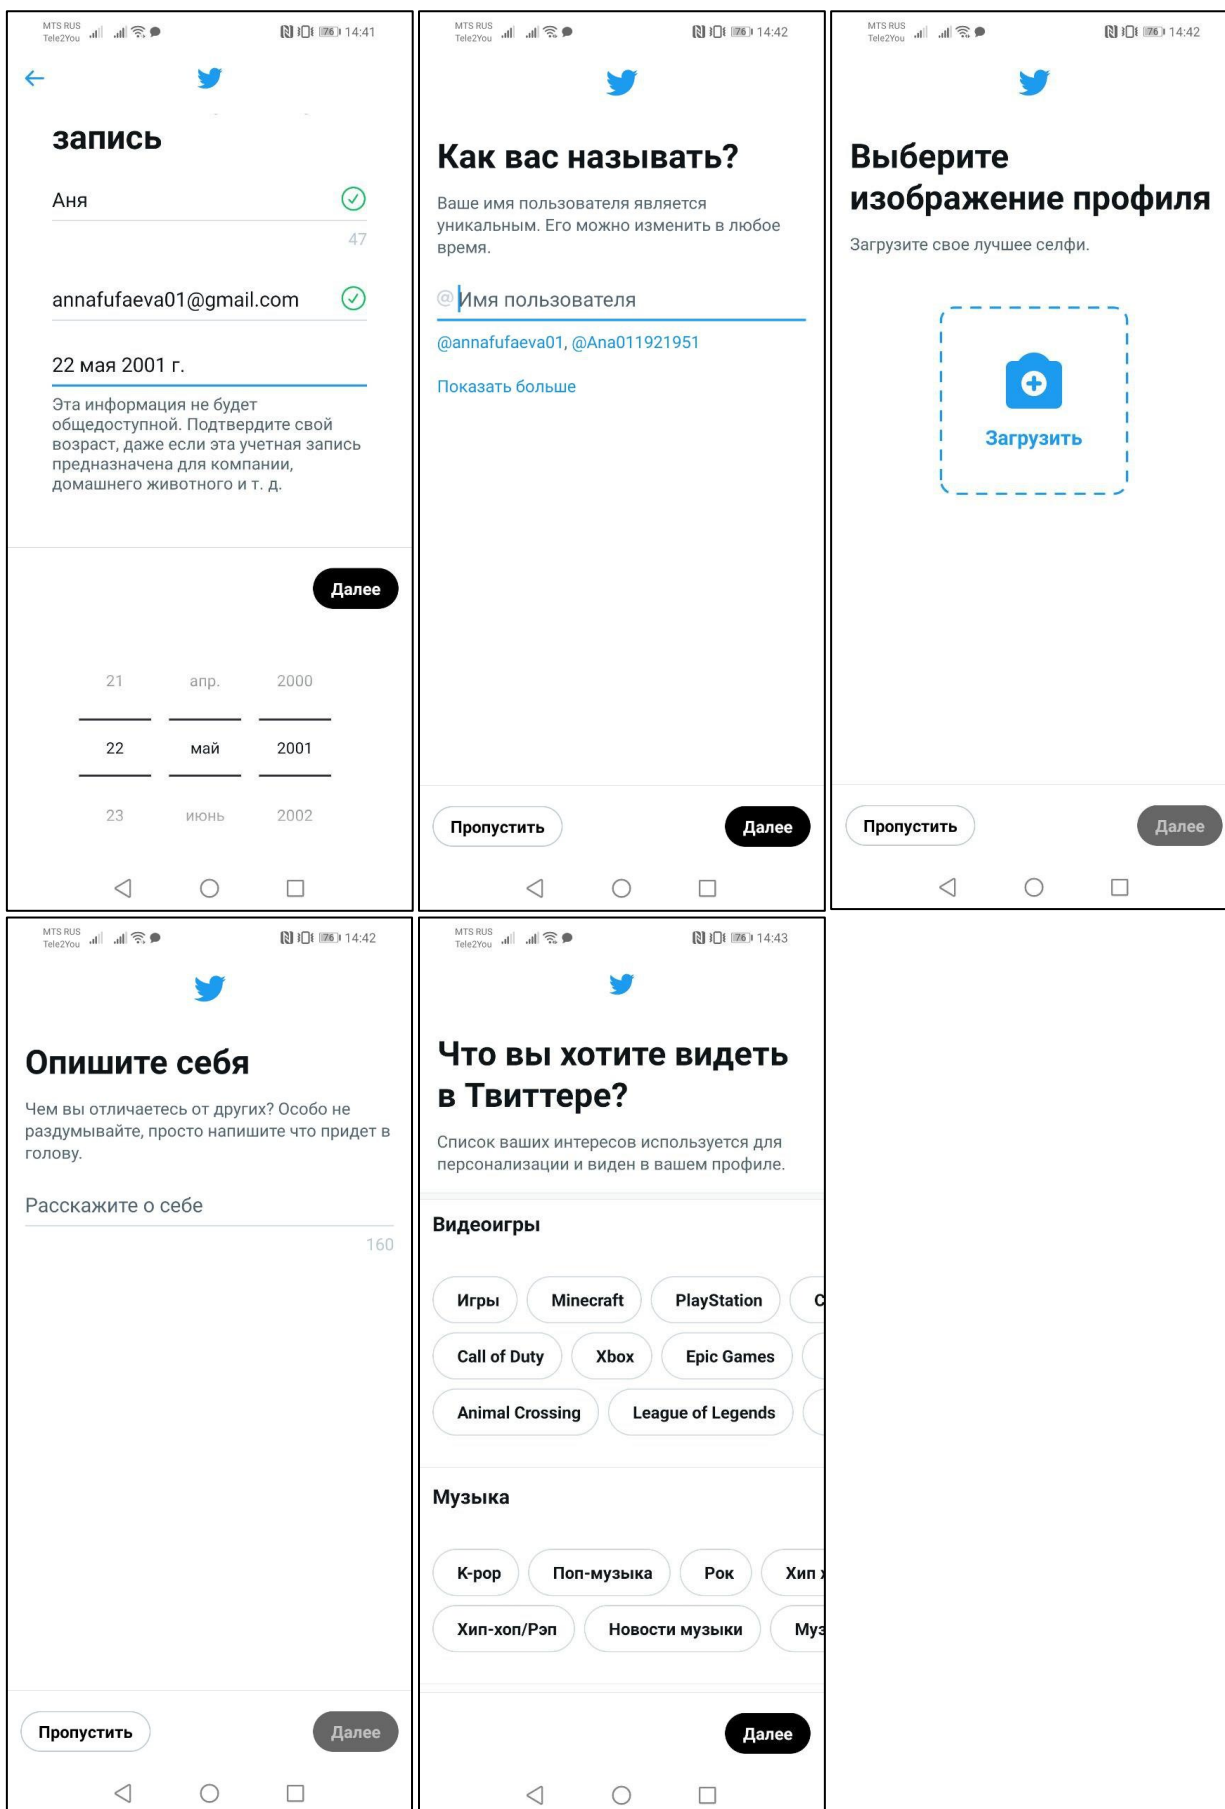 MTS RUS
Tele2You
76 14:41
запись
Аня
47
annafufaeva01@gmail.com
22 мая 2001 г.
Эта информация не будет
общедоступной. Подтвердите свой
возраст, даже если эта учетная запись
предназначена для компании,
домашнего животного и т. д.
Далее
21 апр. 2000
22 май 2001
23 июнь 2002
MTS RUS
Tele2You
76 14:42
Как вас называть?
Ваше имя пользователя является
уникальным. Его можно изменить в любое
время.
@ Имя пользователя
@annafufaeva01, @Ana011921951
Показать больше
Пропустить Далее
MTS RUS
Tele2You
76 14:42
Выберите
изображение профиля
Загрузите свое лучшее селфи.
Загрузить
Пропустить Далее
MTS RUS
Tele2You
76 14:42
Опишите себя
Чем вы отличаетесь от других? Особо не
раздумывайте, просто напишите что придет в
голову.
Расскажите о себе
160
Пропустить Далее
MTS RUS
Tele2You
76 14:43
Что вы хотите видеть
в Твиттере?
Список ваших интересов используется для
персонализации и виден в вашем профиле.
Видеоигры
Игры Minecraft PlayStation
Call of Duty Xbox Epic Games
Animal Crossing League of Legends
Музыка
K-pop Поп-музыка Рок Хип
Хип-хоп/Рэп Новости музыки Муз
Далее